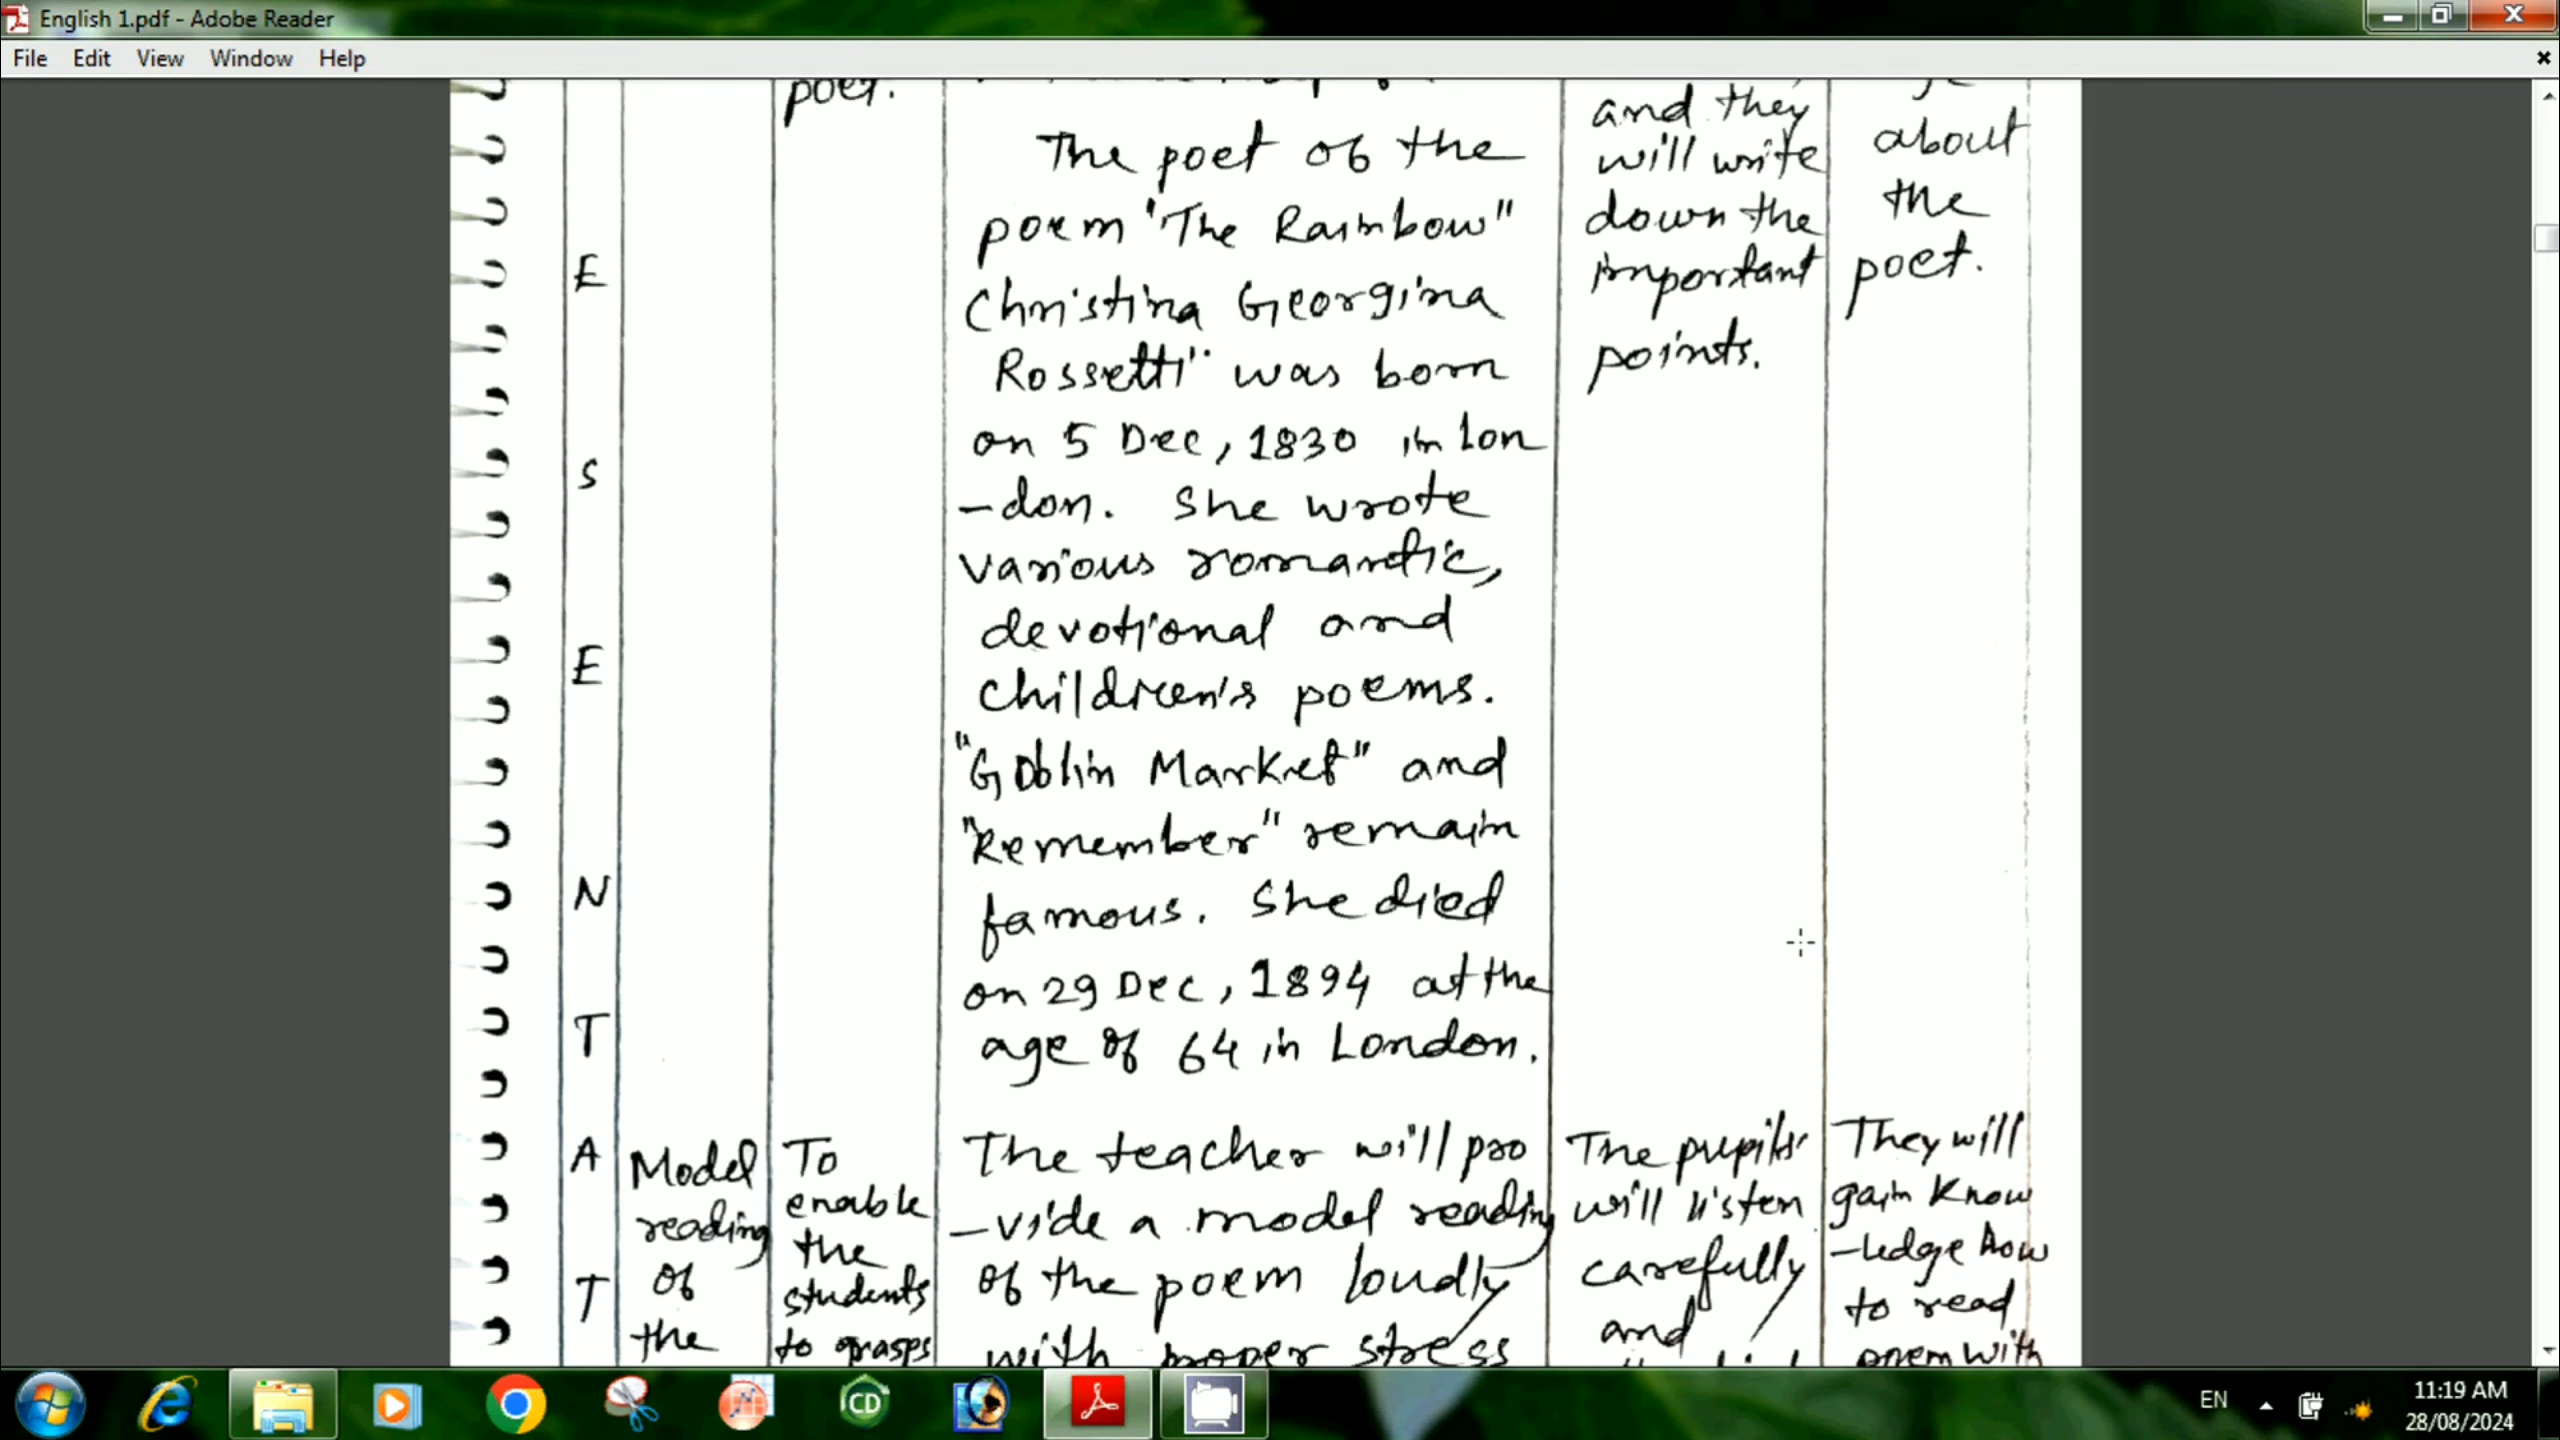 English 1.pdf - Adobe Reader
File Edit View Window Help
poet.
The poet of the
poem "The Rainbow"
Christina Georgina
Rossetti" was born
on 5 Dec, 1830 in Lon
-don. She wrote
various romantic,
devotional and
children's poems.
"Goblin Market" and
"Remember" remain
famous. She died
on 29 Dec, 1894 at the
age of 64 in London.
and they
will write
down the
important
points.
about
the
poet.
E
S
E
N
T
A
T
Model
reading
of
the
To
enable
the
students
to grasps
The teacher will pro
-vide a model reading
of the poem loudly
with proper stress
The pupils
will listen
carefully
and
They will
gain know
-ledge how
to read
poem with
EN
11:19 AM
28/08/2024